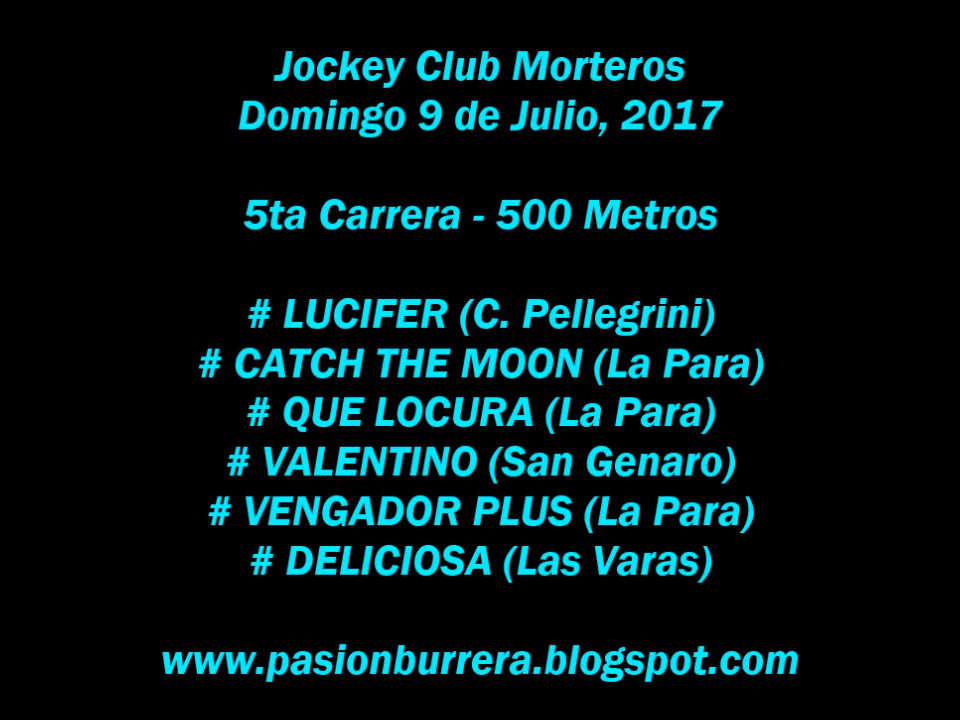 Jockey Club Morteros
Domingo 9 de Julio, 2017
5ta Carrera - 500 Metros
# LUCIFER (C. Pellegrini)
# CATCH THE MOON (La Para)
# QUE LOCURA (La Para)
# VALENTINO (San Genaro)
# VENGADOR PLUS (La Para)
# DELICIOSA (Las Varas)
www.pasionburrera.blogspot.com